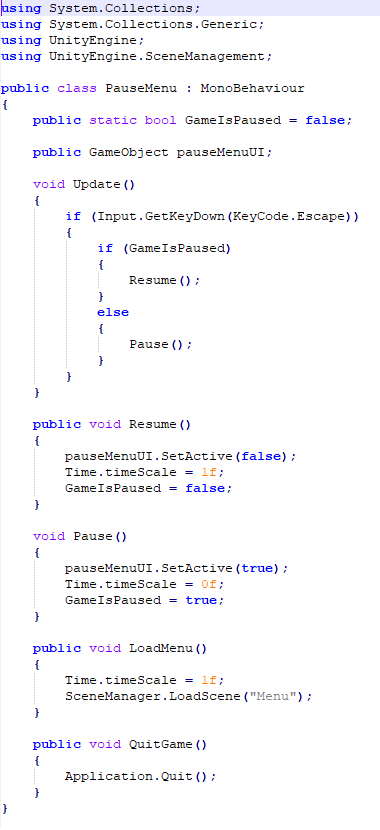 using System.Collections;
using System.Collections.Generic;
using UnityEngine;
using UnityEngine.SceneManagement;

public class PauseMenu : MonoBehaviour
{
    public static bool GameIsPaused = false;

    public GameObject pauseMenuUI;

    void Update()
    {
        if (Input.GetKeyDown(KeyCode.Escape))
        {
            if (GameIsPaused)
            {
                Resume();
            }
            else
            {
                Pause();
            }
        }
    }

    public void Resume()
    {
        pauseMenuUI.SetActive(false);
        Time.timeScale = 1f;
        GameIsPaused = false;
    }

    void Pause()
    {
        pauseMenuUI.SetActive(true);
        Time.timeScale = 0f;
        GameIsPaused = true;
    }

    public void LoadMenu()
    {
        Time.timeScale = 1f;
        SceneManager.LoadScene("Menu");
    }

    public void QuitGame()
    {
        Application.Quit();
    }
}